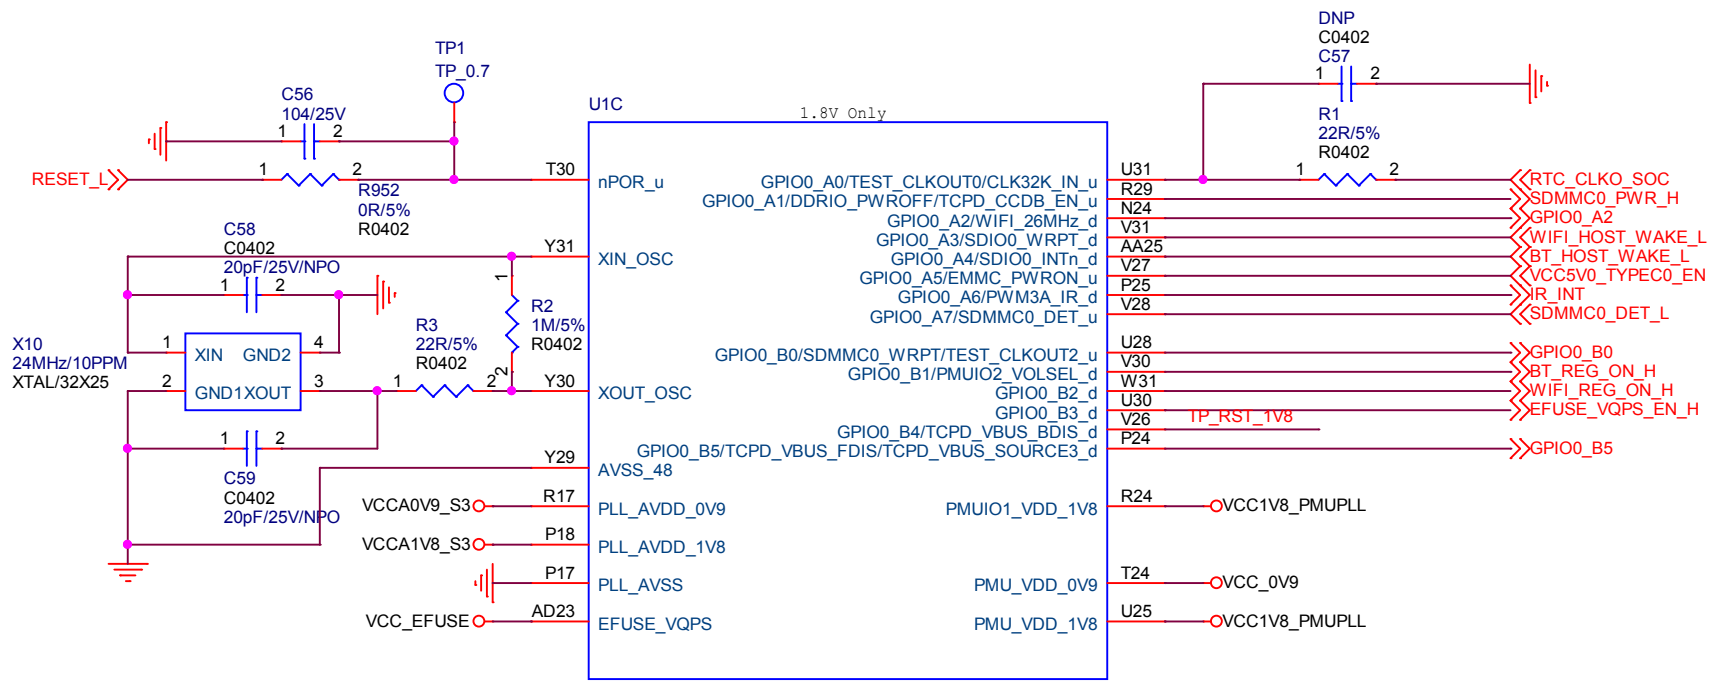 DNP
C0402
C57
1 2
TP1
TP_0.7
C56
104/25V
1 2
U1C
1.8V Only
R1
22R/5%
R0402
RESET_L
1 2
R952
0R/5%
R0402
T30
nPOR_u
GPIO0_A0/TEST_CLKOUT0/CLK32K_IN_u
U31
1 2
RTC_CLKO_SOC
GPIO0_A1/DDRIO_PWROFF/TCPD_CCDB_EN_u
R29
SDMMC0_PWR_H
GPIO0_A2/WIFI_26MHz_d
N24
GPIO0_A2
GPIO0_A3/SDIO0_WRPT_d
V31
WIFI_HOST_WAKE_L
C58
C0402
20pF/25V/NPO
1 2
Y31
XIN_OSC
GPIO0_A4/SDIO0_INTn_d
AA25
BT_HOST_WAKE_L
GPIO0_A5/EMMC_PWRON_u
V27
VCC5V0_TYPEC0_EN
GPIO0_A6/PWM3A_IR_d
P25
IR_INT
GPIO0_A7/SDMMC0_DET_u
V28
SDMMC0_DET_L
1
R2
1M/5%
R0402
2
R3
22R/5%
R0402
1 2
X10
24MHz/10PPM
XTAL/32X25
1 XIN GND2 4
2 GND1 XOUT 3
Y30
XOUT_OSC
GPIO0_B0/SDMMC0_WRPT/TEST_CLKOUT2_u
U28
GPIO0_B0
GPIO0_B1/PMUIO2_VOLSEL_d
V30
BT_REG_ON_H
GPIO0_B2_d
W31
WIFI_REG_ON_H
GPIO0_B3_d
U30
EFUSE_VQPS_EN_H
GPIO0_B4/TCPD_VBUS_BDIS_d
V26
TP_RST_1V8
GPIO0_B5/TCPD_VBUS_FDIS/TCPD_VBUS_SOURCE3_d
P24
GPIO0_B5
1 2
C59
C0402
20pF/25V/NPO
Y29
AVSS_48
VCCA0V9_S3
R17
PLL_AVDD_0V9
PMUIO1_VDD_1V8
R24
VCC1V8_PMUPLL
VCCA1V8_S3
P18
PLL_AVDD_1V8
P17
PLL_AVSS
PMU_VDD_0V9
T24
VCC_0V9
VCC_EFUSE
AD23
EFUSE_VQPS
PMU_VDD_1V8
U25
VCC1V8_PMUPLL